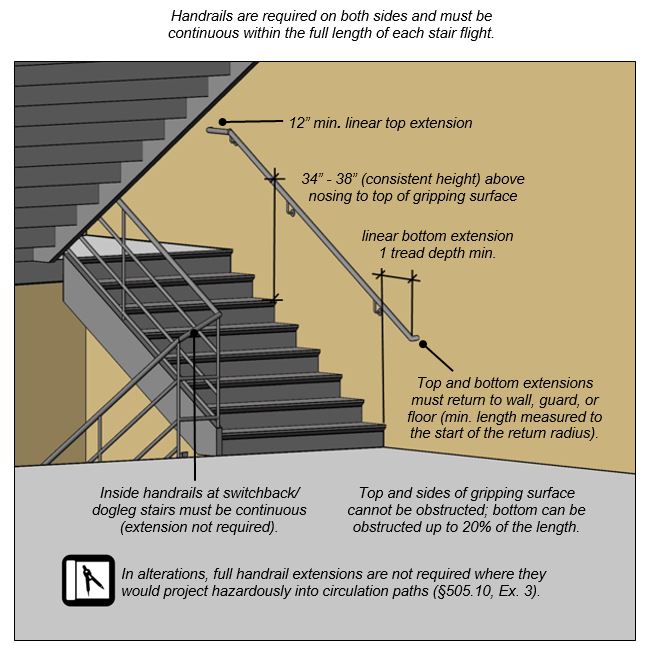 Handrails are required on both sides and must be
continuous within the full length of each stair flight.
12” min. linear top extension
34” - 38” (consistent height) above
nosing to top of gripping surface
linear bottom extension
1 tread depth min.
Top and bottom extensions
must return to wall, guard, or
floor (min. length measured to
the start of the return radius).
Inside handrails at switchback/
dogleg stairs must be continuous
(extension not required).
Top and sides of gripping surface
cannot be obstructed; bottom can be
obstructed up to 20% of the length.
In alterations, full handrail extensions are not required where they
would project hazardously into circulation paths (§505.10, Ex. 3).